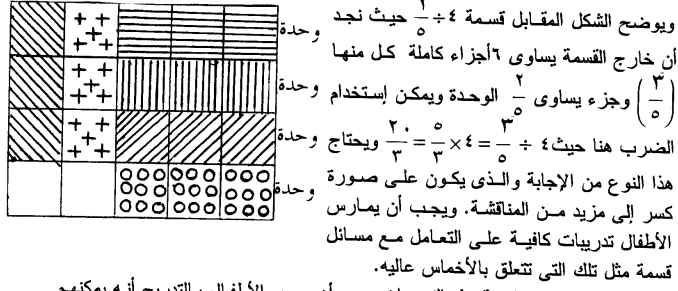 ويوضح الشكل المقابل قسمة ٤ ÷ ٢/٥ حيث نجد
أن خارج القسمة يساوى ٦ أجزاء كاملة كل منها
(٣/٥) وجزء يساوى ٢/٥ الوحدة ويمكن إستخدام
الضرب هنا حيث ٤ ÷ ٣/٥ = ٤ × ٥/٣ = ٢٠/٣ ويحتاج
هذا النوع من الإجابة والذى يكون على صورة
كسر إلى مزيد من المناقشة. ويجب أن يمارس
الأطفال تدريبات كافية على التعامل مع مسائل
قسمة مثل تلك التى تتعلق بالأخماس عاليه.
وحدة
وحدة
وحدة
وحدة